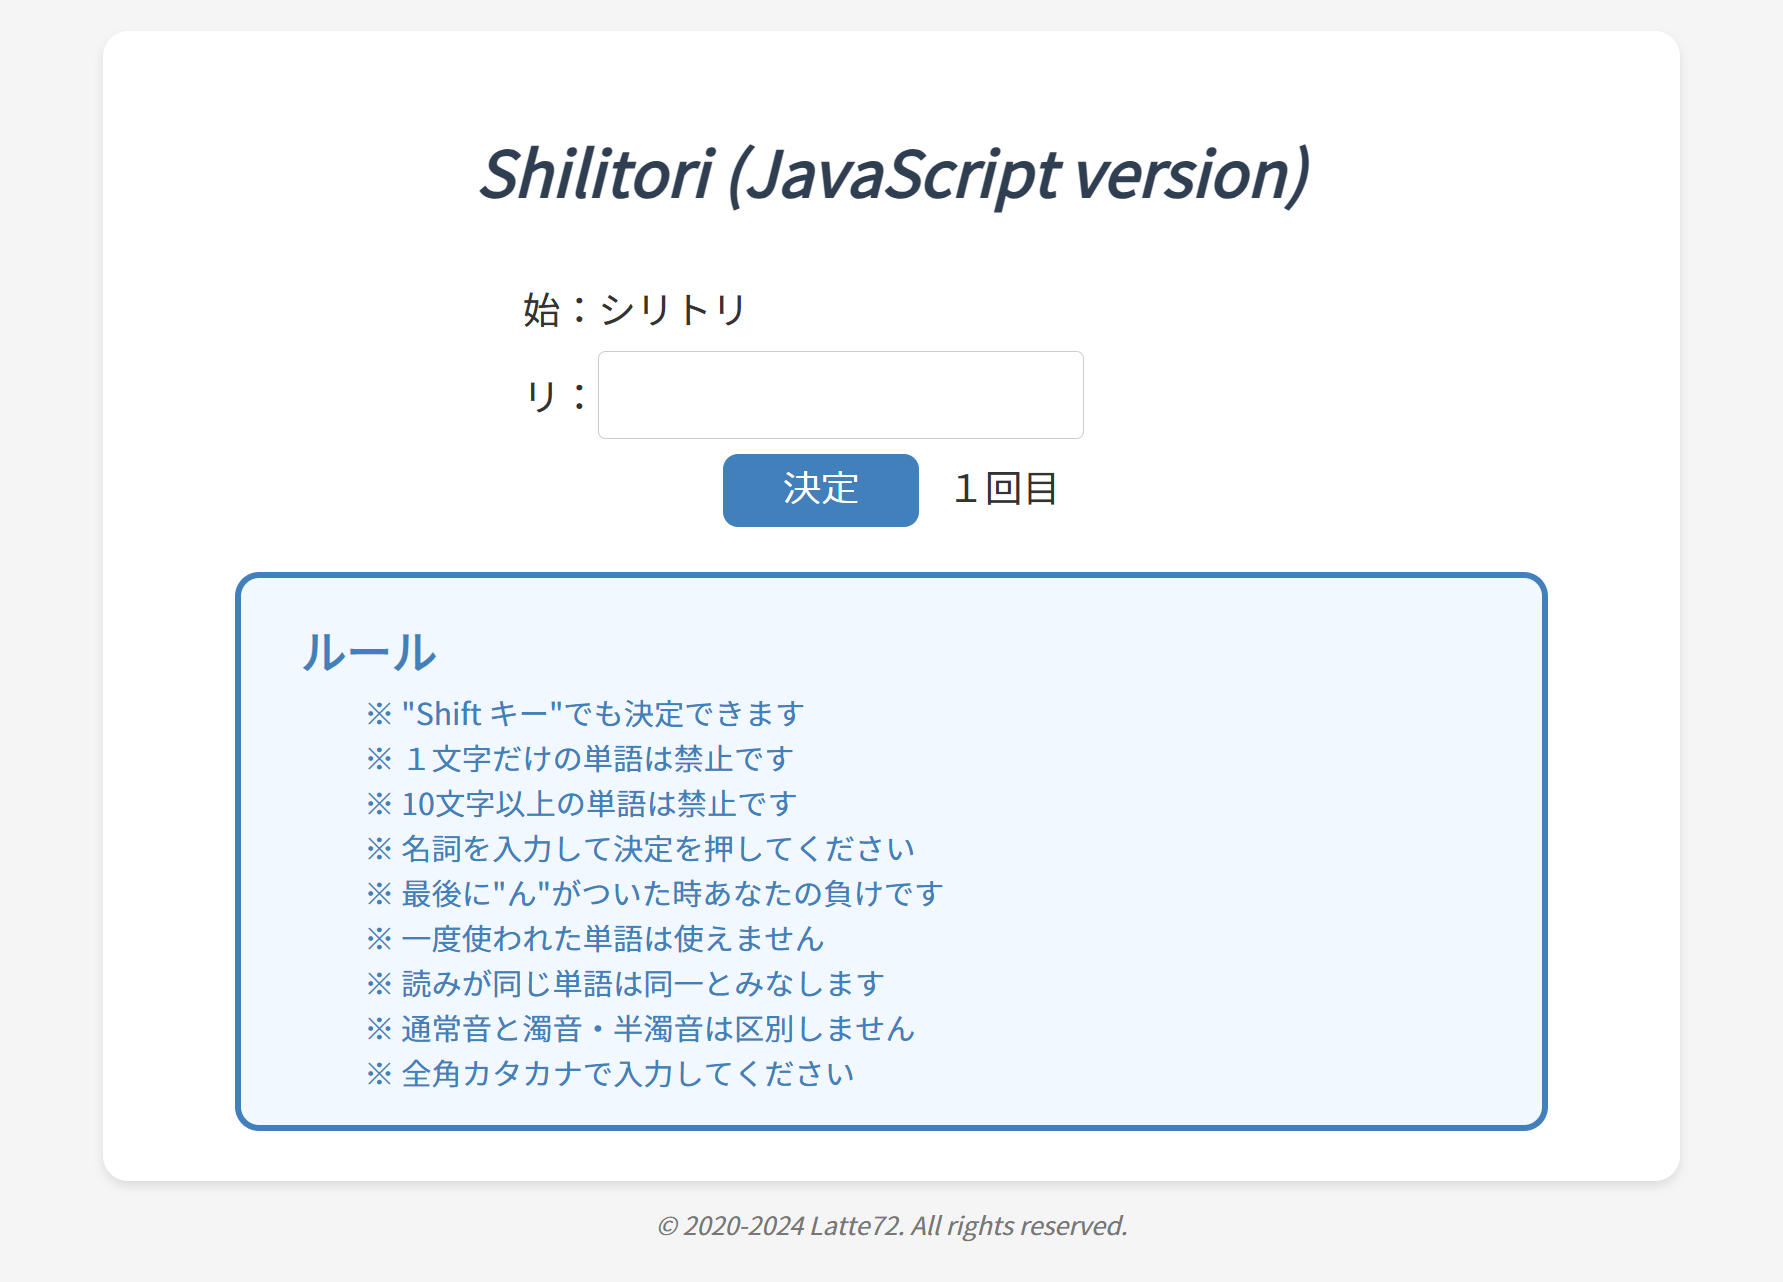 Shilitori (JavaScript version)
始：シリトリ
リ：
決定 １回目
ルール
※ "Shift キー"でも決定できます
※ １文字だけの単語は禁止です
※ 10文字以上の単語は禁止です
※ 名詞を入力して決定を押してください
※ 最後に"ん"がついた時あなたの負けです
※ 一度使われた単語は使えません
※ 読みが同じ単語は同一とみなします
※ 通常音と濁音・半濁音は区別しません
※ 全角カタカナで入力してください
© 2020-2024 Latte72. All rights reserved.